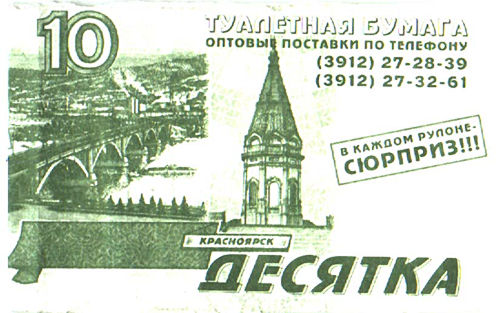 10
ТУАЛЕТНАЯ БУМАГА
ОПТОВЫЕ ПОСТАВКИ ПО ТЕЛЕФОНУ
(3912) 27-28-39
(3912) 27-32-61
В КАЖДОМ РУЛОНЕ-
СЮРПРИЗ!!!
КРАСНОЯРСК
ДЕСЯТКА